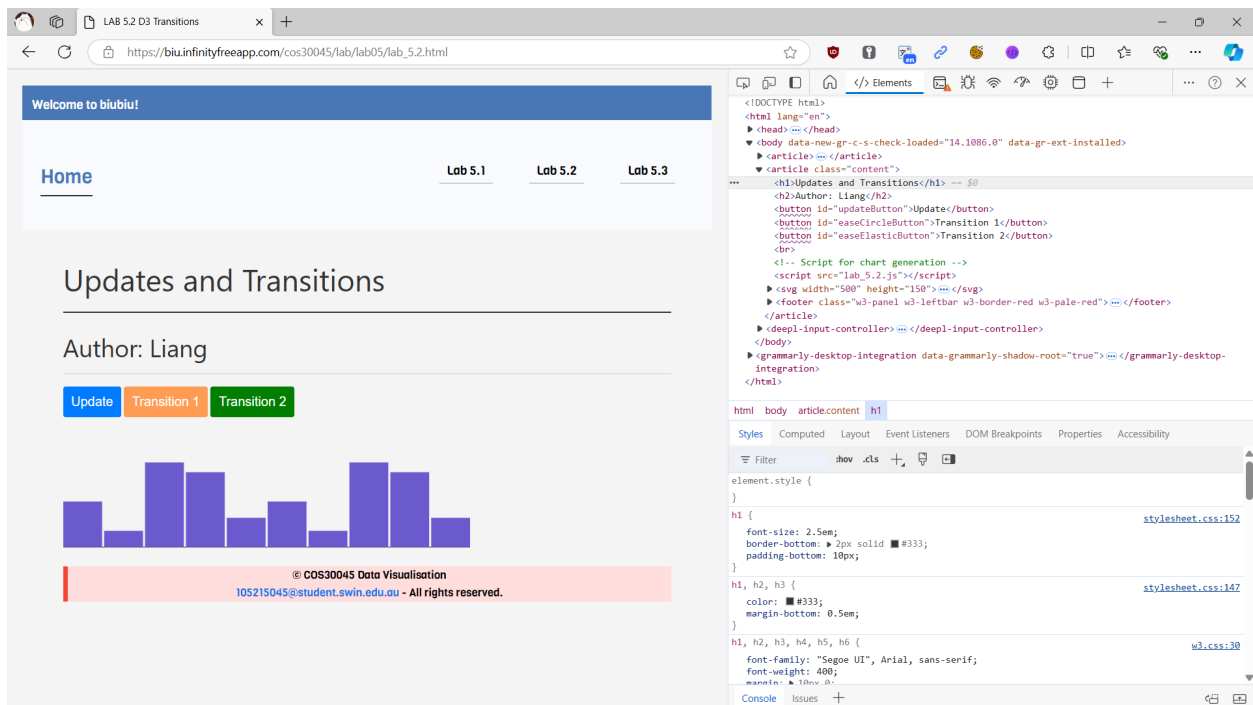 LAB 5.2 D3 Transitions
https://biu.infinityfreeapp.com/cos30045/lab/lab05/lab_5.2.html
en
Welcome to biubiu!
Home
Lab 5.1
Lab 5.2
Lab 5.3
Updates and Transitions
Author: Liang
Update
Transition 1
Transition 2
© COS30045 Data Visualisation
105215045@student.swin.edu.au - All rights reserved.
</> Elements
<!DOCTYPE html>
<html lang="en">
<head> ... </head>
<body data-new-gr-c-s-check-loaded="14.1086.0" data-gr-ext-installed>
<article> ... </article>
<article class="content">
... <h1>Updates and Transitions</h1> == $0
<h2>Author: Liang</h2>
<button id="updateButton">Update</button>
<button id="easeCircleButton">Transition 1</button>
<button id="easeElasticButton">Transition 2</button>
<br>
<!-- Script for chart generation -->
<script src="lab_5.2.js"></script>
<svg width="500" height="150"> ... </svg>
<footer class="w3-panel w3-leftbar w3-border-red w3-pale-red"> ... </footer>
</article>
<deepl-input-controller> ... </deepl-input-controller>
</body>
<grammarly-desktop-integration data-grammarly-shadow-root="true"> ... </grammarly-desktop-
integration>
</html>
html body article.content h1
Styles Computed Layout Event Listeners DOM Breakpoints Properties Accessibility
Filter :hov .cls
element.style {
}
h1 { stylesheet.css:152
font-size: 2.5em;
border-bottom: 2px solid #333;
padding-bottom: 10px;
}
h1, h2, h3 { stylesheet.css:147
color: #333;
margin-bottom: 0.5em;
}
h1, h2, h3, h4, h5, h6 { w3.css:30
font-family: "Segoe UI", Arial, sans-serif;
font-weight: 400;
margin: 10px 0;
Console Issues